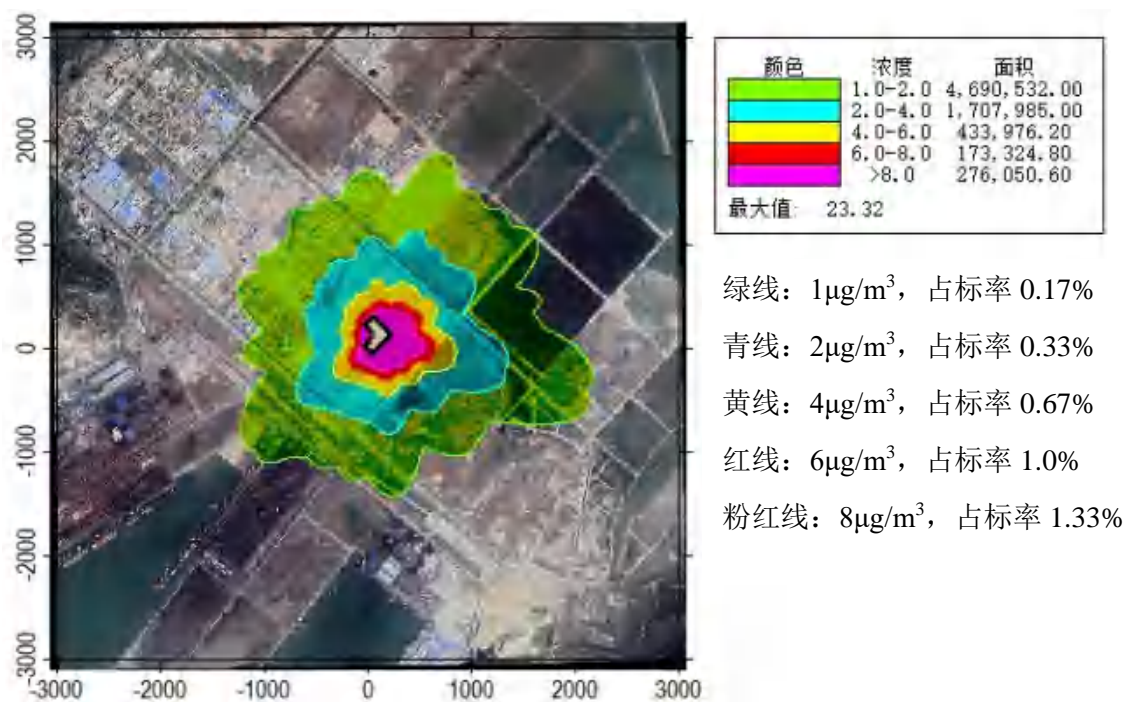 颜色 浓度 面积
1.0-2.0 4,690,532.00
2.0-4.0 1,707,985.00
4.0-6.0 433,976.20
6.0-8.0 173,324.80
>8.0 276,050.60
最大值: 23.32
绿线：1μg/m³，占标率 0.17%
青线：2μg/m³，占标率 0.33%
黄线：4μg/m³，占标率 0.67%
红线：6μg/m³，占标率 1.0%
粉红线：8μg/m³，占标率 1.33%
3000
2000
1000
0
-1000
-2000
-3000
-3000 -2000 -1000 0 1000 2000 3000